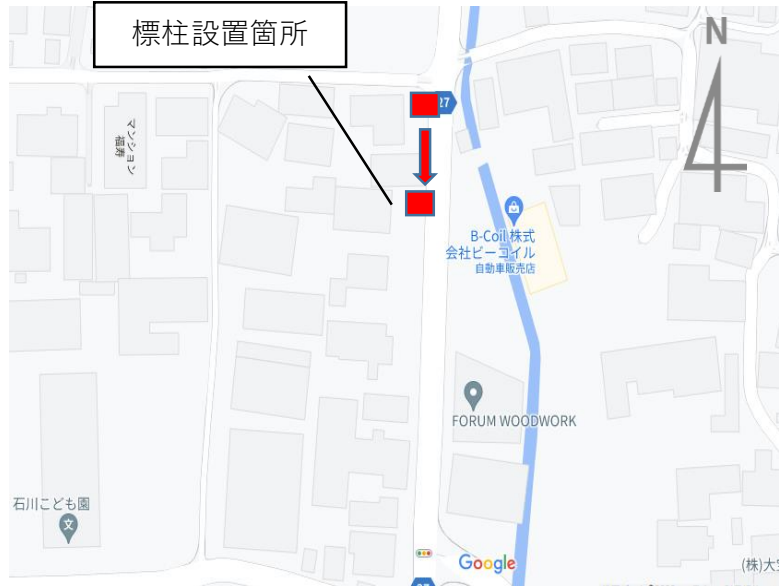 標柱設置箇所
N
27
マンション
福寿
B-Coil 株式
会社ビーコイル
自動車販売店
FORUM WOODWORK
石川こども園
文
Google
(株)大宝